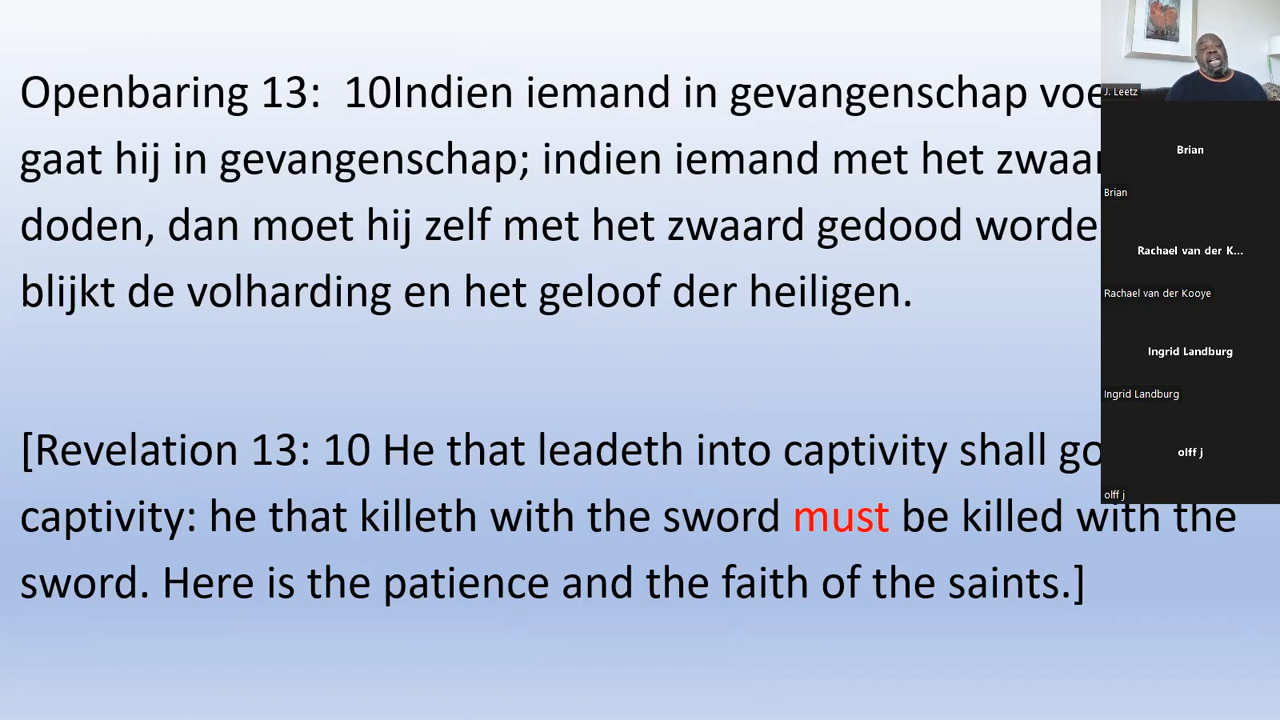 Openbaring 13:  10Indien iemand in gevangenschap
gaat hij in gevangenschap; indien iemand met het
doden, dan moet hij zelf met het zwaard gedood
blijkt de volharding en het geloof der heiligen.
[Revelation 13: 10 He that leadeth into captivity shall go
captivity: he that killeth with the sword must be killed with the
sword. Here is the patience and the faith of the saints.]
J. Leetz
Brian
Brian
Rachael van der K...
Rachael van der Kooye
Ingrid Landburg
Ingrid Landburg
olff j
olff j